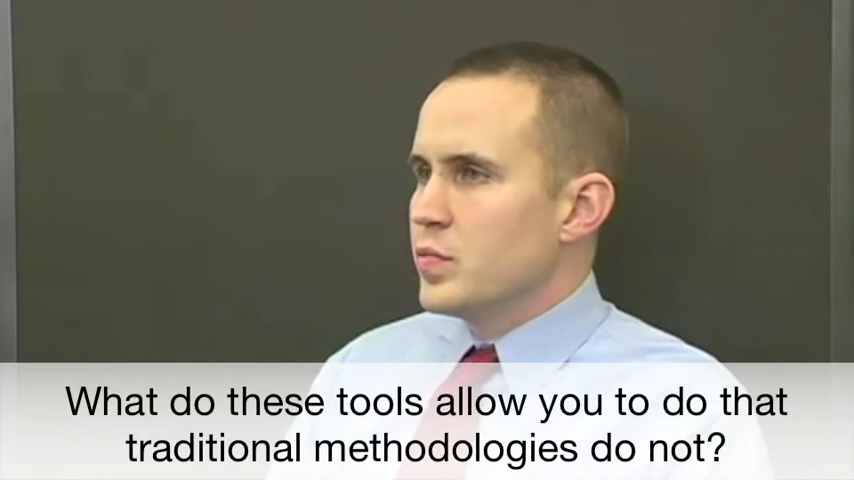 What do these tools allow you to do that
traditional methodologies do not?